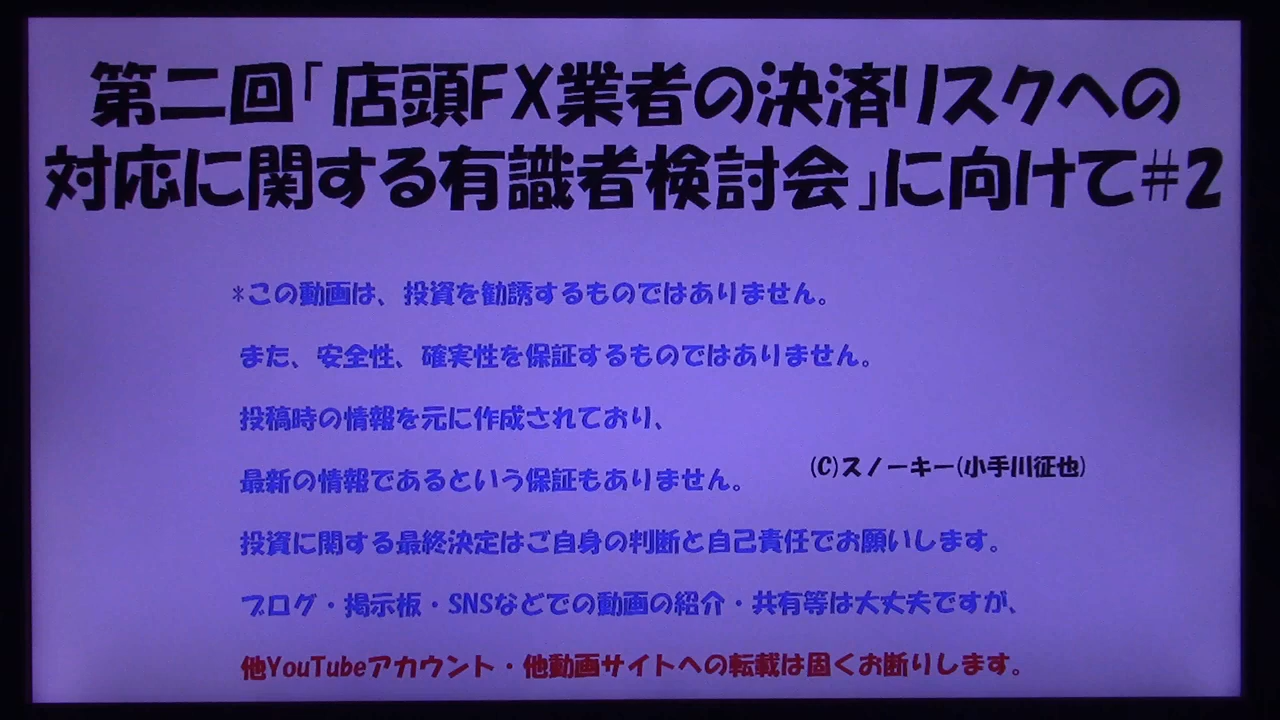 第二回「店頭FX業者の決済リスクへの
対応に関する有識者検討会」に向けて#2
*この動画は、投資を勧誘するものではありません。
また、安全性、確実性を保証するものではありません。
投稿時の情報を元に作成されており、
最新の情報であるという保証もありません。
(C)スノーキー(小手川征也)
投資に関する最終決定はご自身の判断と自己責任でお願いします。
ブログ・掲示板・SNSなどでの動画の紹介・共有等は大丈夫ですが、
他YouTubeアカウント・他動画サイトへの転載は固くお断りします。